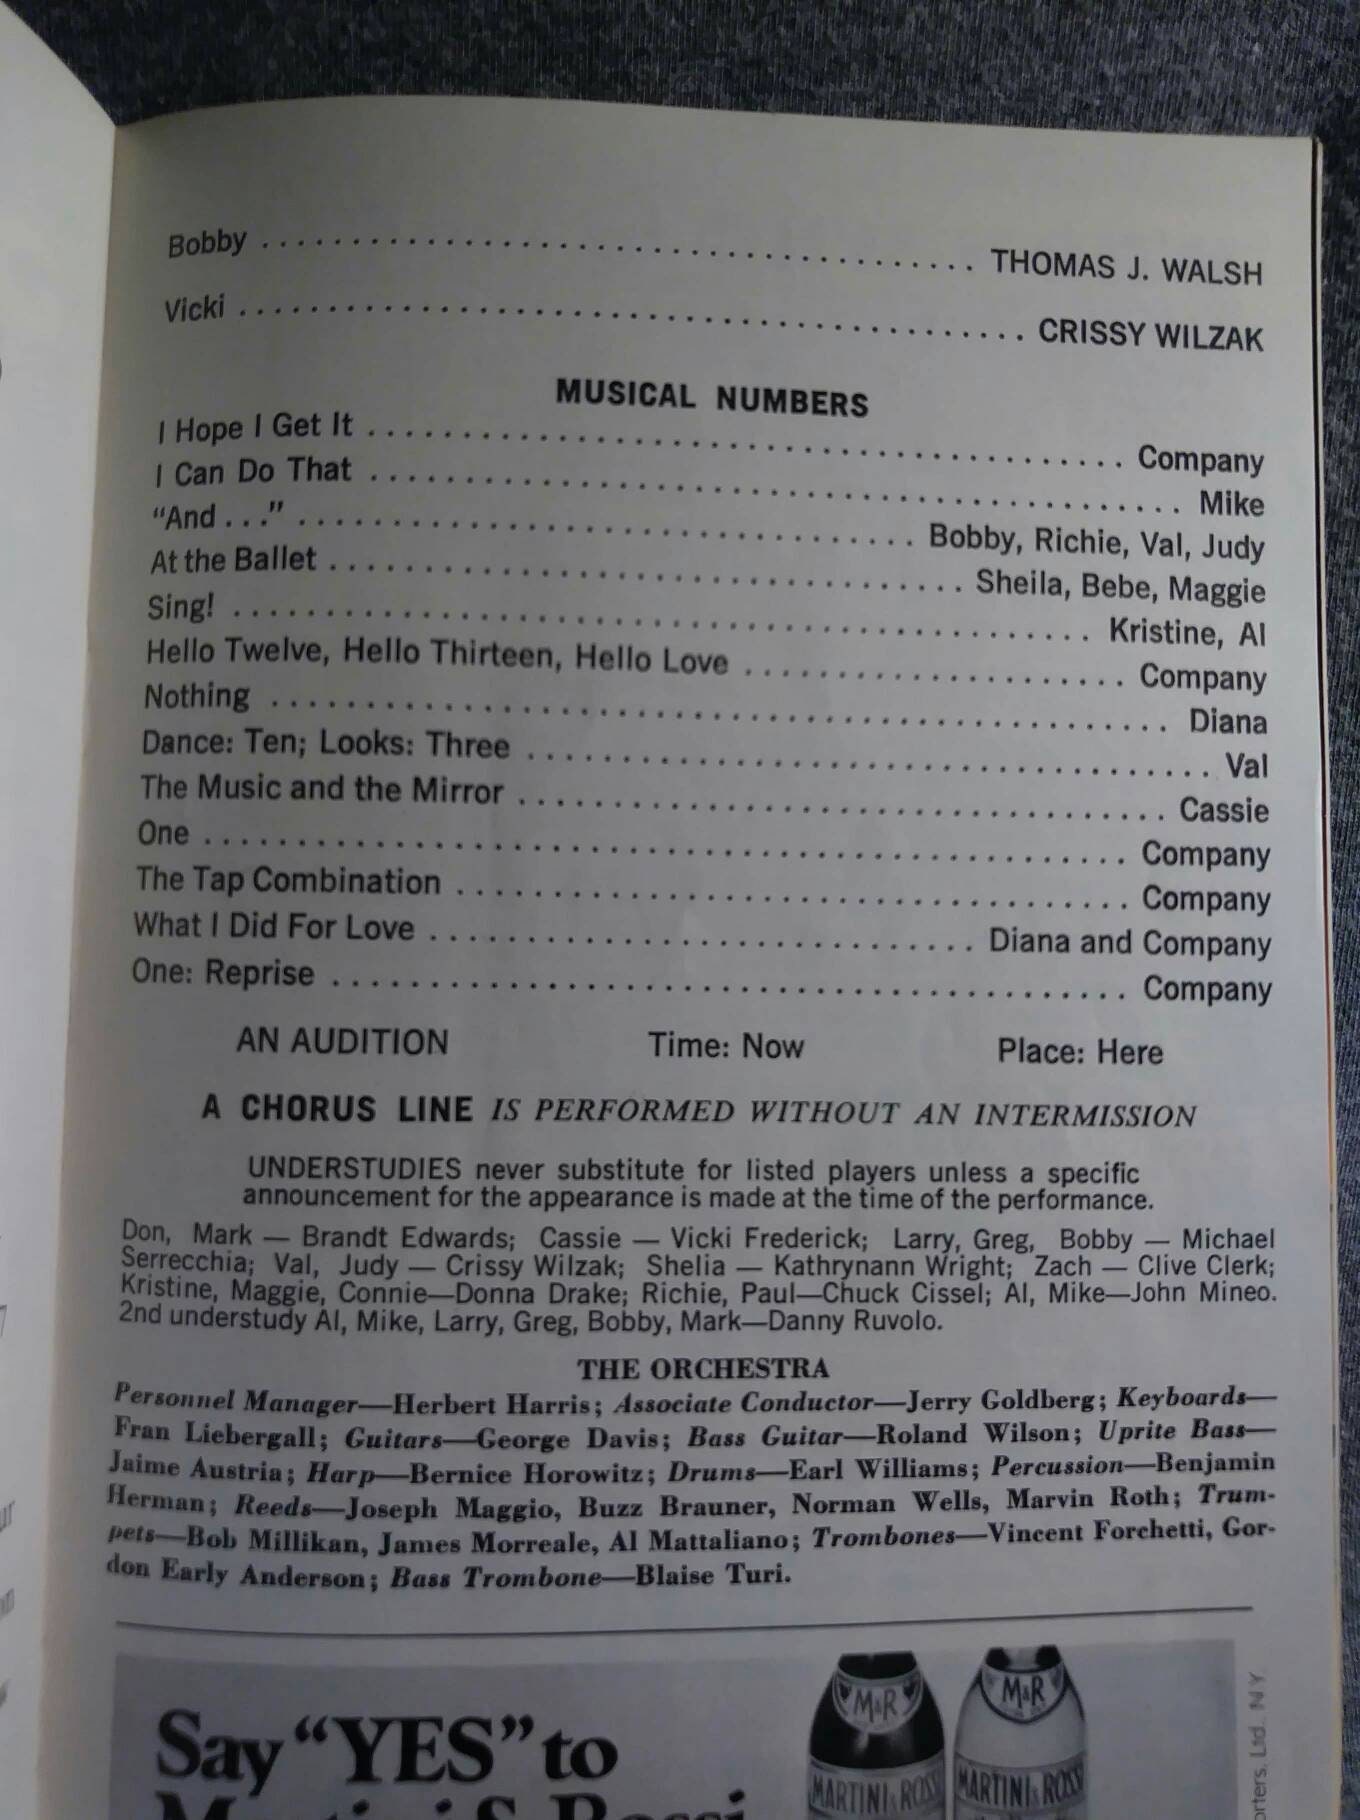 Bobby ........................................ THOMAS J. WALSH
Vicki ........................................... CRISSY WILZAK
MUSICAL NUMBERS
I Hope I Get It ........................................ Company
I Can Do That ............................................ Mike
“And . . .” .................................. Bobby, Richie, Val, Judy
At the Ballet .................................. Sheila, Bebe, Maggie
Sing! .............................................. Kristine, Al
Hello Twelve, Hello Thirteen, Hello Love ..................... Company
Nothing ................................................ Diana
Dance: Ten; Looks: Three ..................................... Val
The Music and the Mirror ................................... Cassie
One ................................................. Company
The Tap Combination .................................... Company
What I Did For Love ............................. Diana and Company
One: Reprise ........................................... Company
AN AUDITION Time: Now Place: Here
A CHORUS LINE IS PERFORMED WITHOUT AN INTERMISSION
UNDERSTUDIES never substitute for listed players unless a specific
announcement for the appearance is made at the time of the performance.
Don, Mark — Brandt Edwards; Cassie — Vicki Frederick; Larry, Greg, Bobby — Michael
Serrecchia; Val, Judy — Crissy Wilzak; Shelia — Kathrynann Wright; Zach — Clive Clerk;
Kristine, Maggie, Connie—Donna Drake; Richie, Paul—Chuck Cissel; Al, Mike—John Mineo.
2nd understudy Al, Mike, Larry, Greg, Bobby, Mark—Danny Ruvolo.
THE ORCHESTRA
Personnel Manager—Herbert Harris; Associate Conductor—Jerry Goldberg; Keyboards—
Fran Liebergall; Guitars—George Davis; Bass Guitar—Roland Wilson; Uprite Bass—
Jaime Austria; Harp—Bernice Horowitz; Drums—Earl Williams; Percussion—Benjamin
Herman; Reeds—Joseph Maggio, Buzz Brauner, Norman Wells, Marvin Roth; Trum-
pets—Bob Millikan, James Morreale, Al Mattaliano; Trombones—Vincent Forchetti, Gor-
don Early Anderson; Bass Trombone—Blaise Turi.
Say “YES” to
Martini & Rossi
M&R
MARTINI & ROSSI
M&R
MARTINI & ROSSI
Ltd., N.Y.